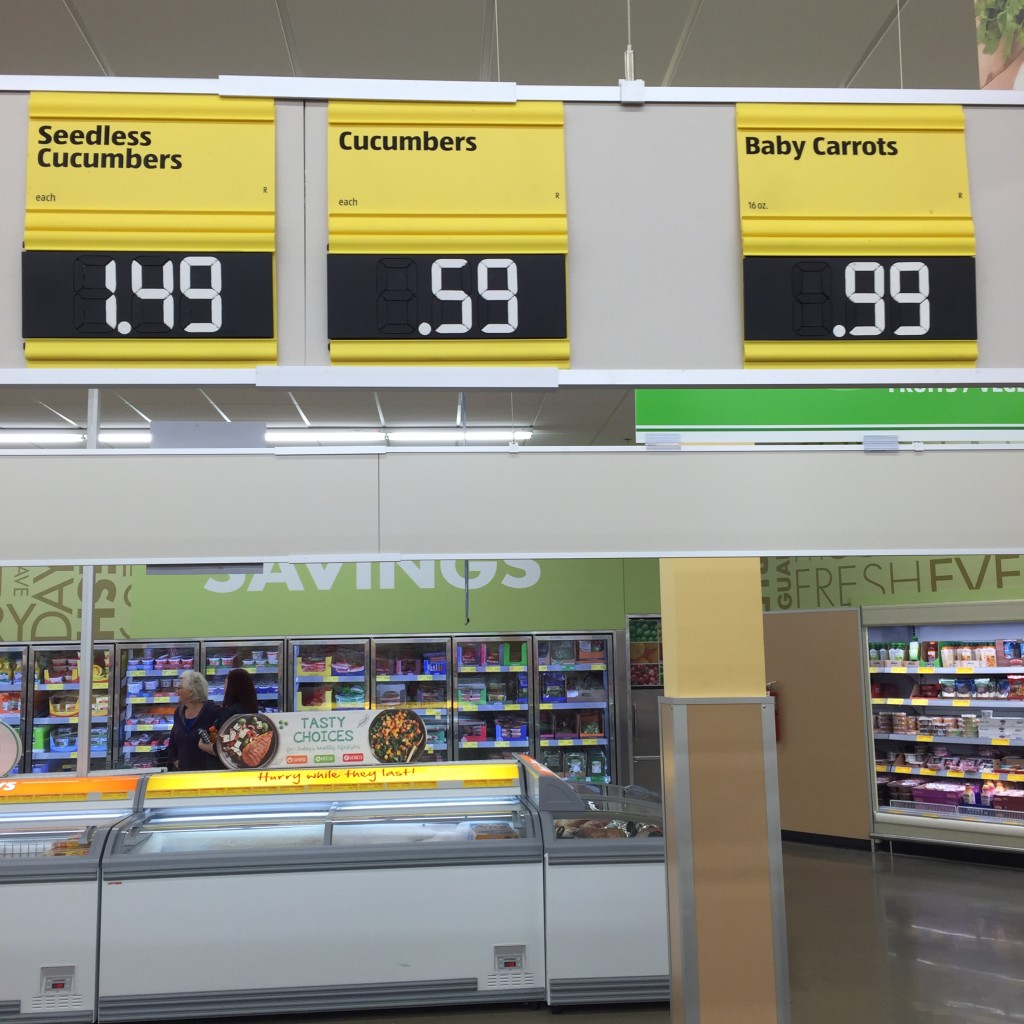 Seedless
Cucumbers
each
R
1.49
Cucumbers
each
R
.59
Baby Carrots
16 oz.
R
.99
SAVINGS
FRESH
TASTY
CHOICES
Hurry while they last!